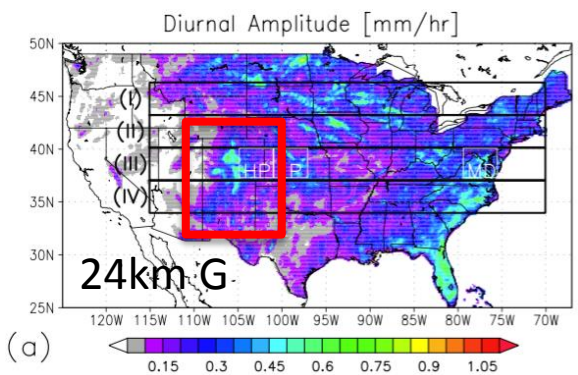 Diurnal Amplitude [mm/hr]
50N
45N
40N
35N
30N
25N
(I)
(II)
(III)
(IV)
HP
P
MD
24km G
120W 115W 110W 105W 100W 95W 90W 85W 80W 75W 70W
(a)
0.15 0.3 0.45 0.6 0.75 0.9 1.05